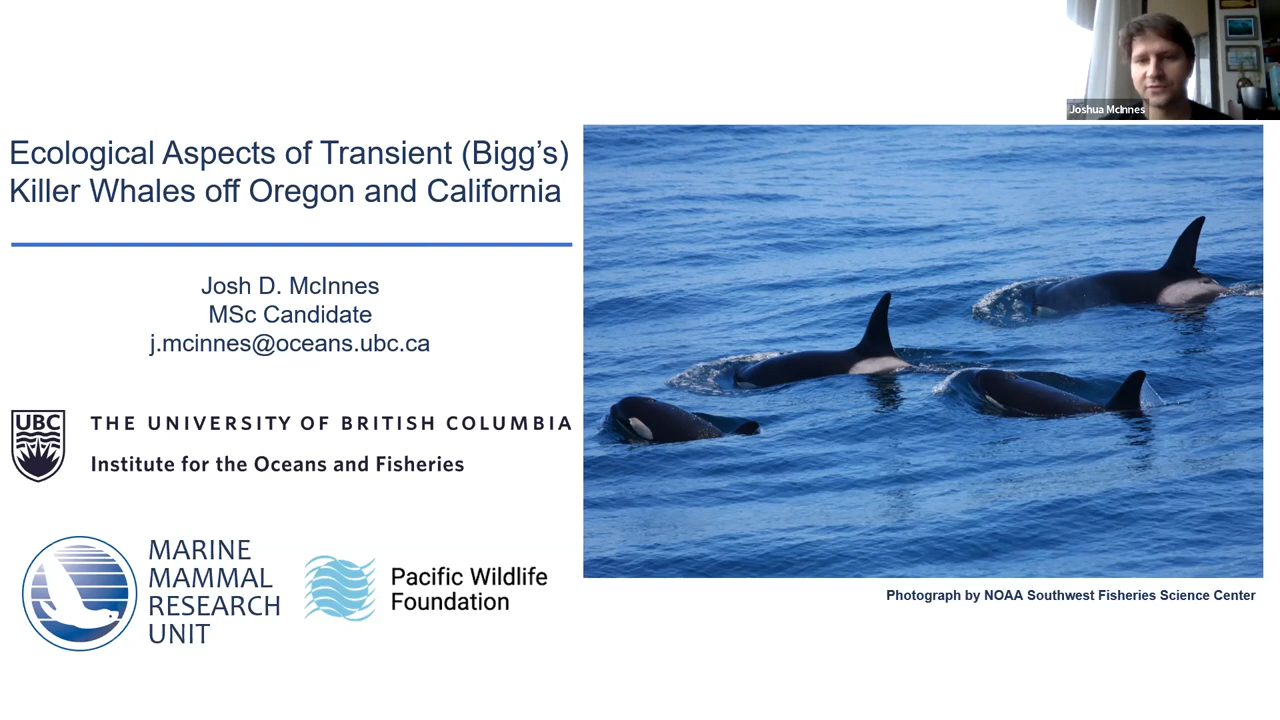 Joshua McInnes
Ecological Aspects of Transient (Bigg's)
Killer Whales off Oregon and California
Josh D. McInnes
MSc Candidate
j.mcinnes@oceans.ubc.ca
UBC
THE UNIVERSITY OF BRITISH COLUMBIA
Institute for the Oceans and Fisheries
MARINE
MAMMAL
RESEARCH
UNIT
Pacific Wildlife
Foundation
Photograph by NOAA Southwest Fisheries Science Center